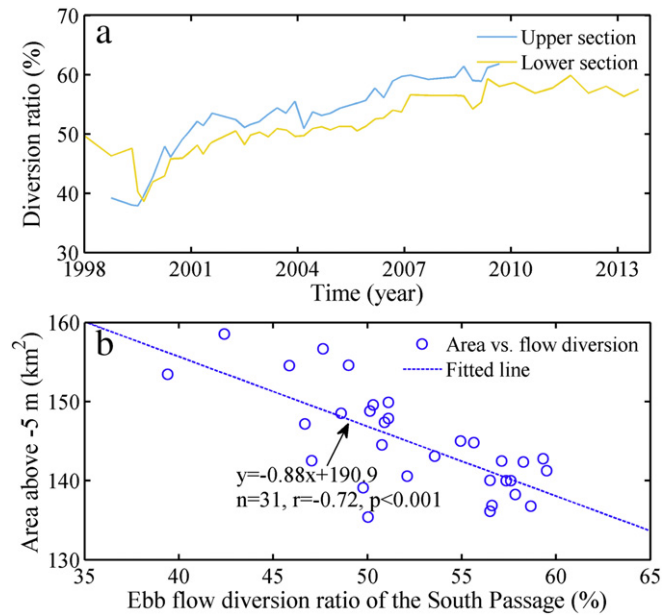 a
Upper section
Lower section
Diversion ratio (%)
70
60
50
40
30
1998
2001
2004
2007
2010
2013
Time (year)
b
Area vs. flow diversion
Fitted line
Area above -5 m (km²)
160
150
140
130
y=-0.88x+190.9
n=31, r=-0.72, p<0.001
35
40
45
50
55
60
65
Ebb flow diversion ratio of the South Passage (%)